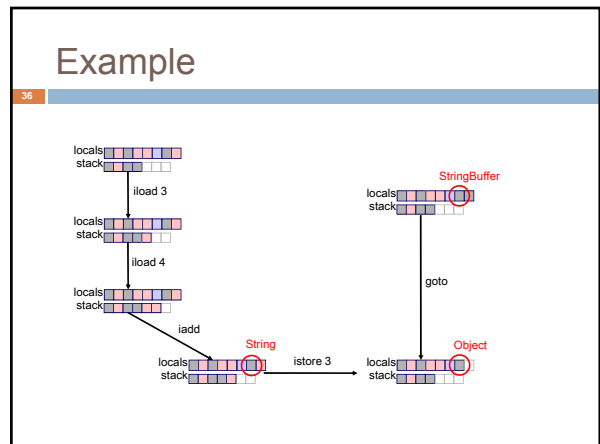 Example
36
locals
stack
iload 3
locals
stack
iload 4
locals
stack
iadd
String
locals
stack
istore 3
StringBuffer
locals
stack
goto
Object
locals
stack